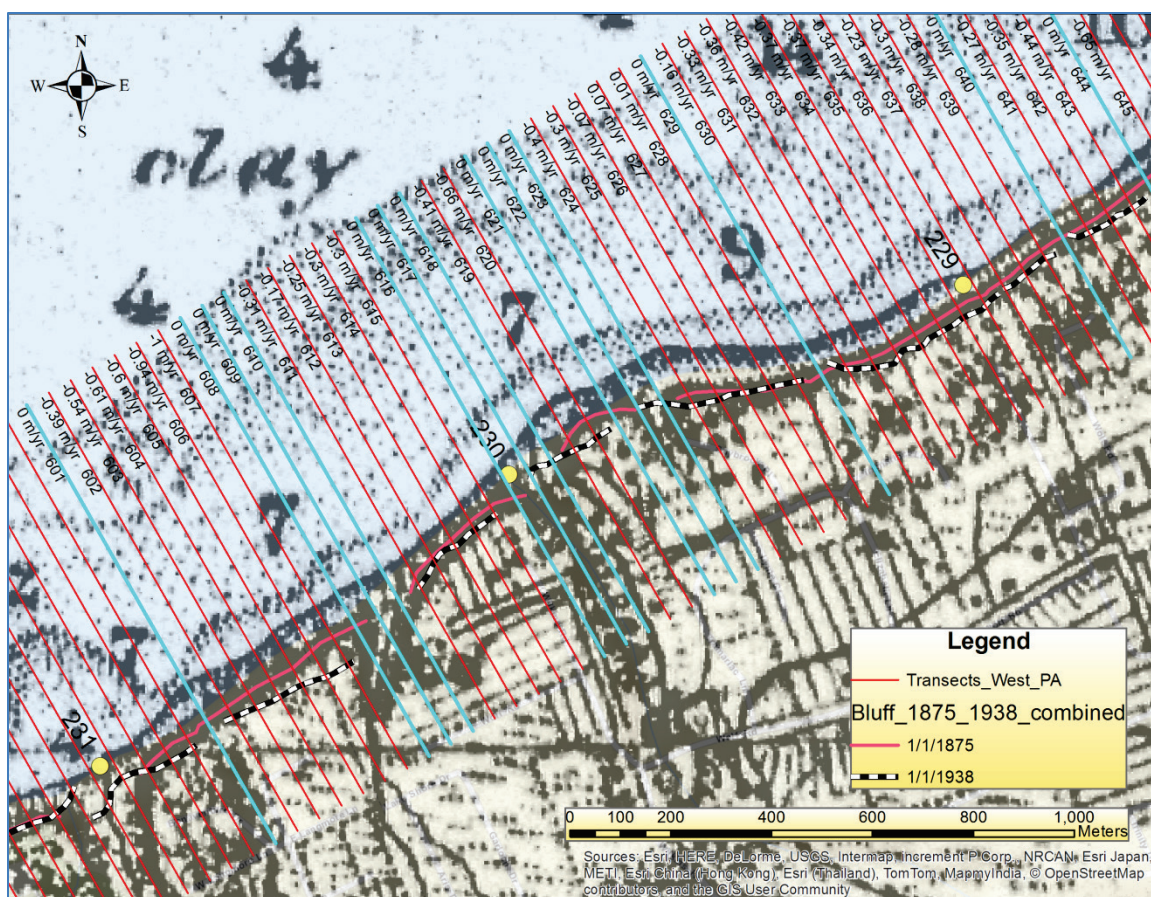 N
W E
S
4
4
clay
7
7
7
9
0 m/yr 601
-0.39 m/yr 602
-0.54 m/yr 603
-0.61 m/yr 604
-0.6 m/yr 605
-0.94 m/yr 606
-1 m/yr 607
0 m/yr 608
0 m/yr 609
0 m/yr 610
-0.31 m/yr 611
-0.17 m/yr 612
-0.25 m/yr 613
-0.3 m/yr 614
-0.3 m/yr 615
0 m/yr 616
0 m/yr 617
0 m/yr 618
-0.41 m/yr 619
-0.66 m/yr 620
0 m/yr 621
0 m/yr 622
0 m/yr 623
-0.4 m/yr 624
-0.3 m/yr 625
m/yr 626
0.07 m/yr 627
0.01 m/yr 628
0 m/yr 629
-0.16 m/yr 630
-0.33 m/yr 631
-0.36 m/yr 632
-0.42 m/yr 633
-0.37 m/yr 634
-0.37 m/yr 635
-0.34 m/yr 636
-0.23 m/yr 637
-0.3 m/yr 638
-0.28 m/yr 639
0 m/yr 640
-0.27 m/yr 641
-0.35 m/yr 642
-0.44 m/yr 643
0 m/yr 644
-0.65 m/yr 645
229
230
231
Legend
Transects_West_PA
Bluff_1875_1938_combined
1/1/1875
1/1/1938
0 100 200 400 600 800 1,000
Meters
Sources: Esri, HERE, DeLorme, USGS, Intermap, increment P Corp., NRCAN, Esri Japan,
METI, Esri China (Hong Kong), Esri (Thailand), TomTom, MapmyIndia, © OpenStreetMap
contributors, and the GIS User Community